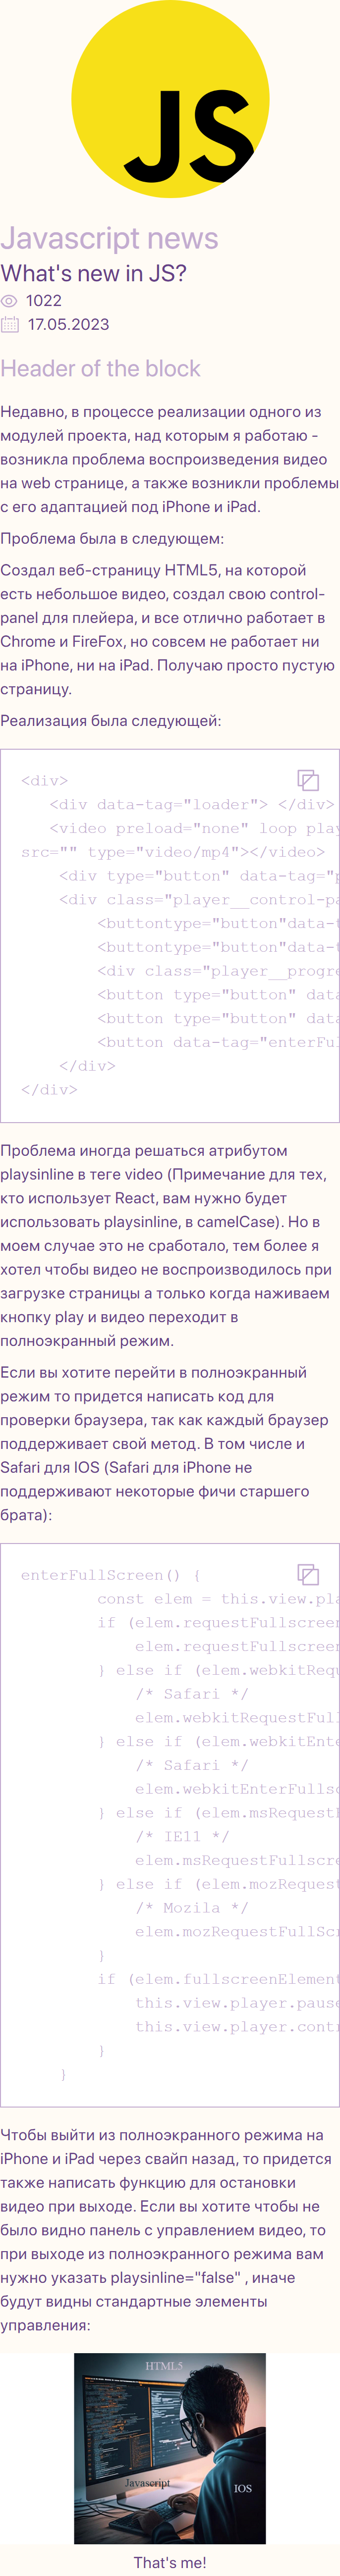 JS
Javascript news
What's new in JS?
1022
17.05.2023
Header of the block
Недавно, в процессе реализации одного из
модулей проекта, над которым я работаю -
возникла проблема воспроизведения видео
на web странице, а также возникли проблемы
с его адаптацией под iPhone и iPad.
Проблема была в следующем:
Создал веб-страницу HTML5, на которой
есть небольшое видео, создал свою control-
panel для плейера, и все отлично работает в
Chrome и FireFox, но совсем не работает ни
на iPhone, ни на iPad. Получаю просто пустую
страницу.
Реализация была следующей:
<div>
<div data-tag="loader"> </div>
<video preload="none" loop play
src="" type="video/mp4"></video>
<div type="button" data-tag="p
<div class="player__control-pa
<buttontype="button"data-t
<buttontype="button"data-t
<div class="player__progre
<button type="button" data
<button type="button" data
<button data-tag="enterFul
</div>
</div>
Проблема иногда решаться атрибутом
playsinline в теге video (Примечание для тех,
кто использует React, вам нужно будет
использовать playsinline, в camelCase). Но в
моем случае это не сработало, тем более я
хотел чтобы видео не воспроизводилось при
загрузке страницы а только когда наживаем
кнопку play и видео переходит в
полноэкранный режим.
Если вы хотите перейти в полноэкранный
режим то придется написать код для
проверки браузера, так как каждый браузер
поддерживает свой метод. В том числе и
Safari для IOS (Safari для iPhone не
поддерживают некоторые фичи старшего
брата):
enterFullScreen() {
const elem = this.view.pla
if (elem.requestFullscreen
elem.requestFullscreen
} else if (elem.webkitRequ
/* Safari */
elem.webkitRequestFull
} else if (elem.webkitEnte
/* Safari */
elem.webkitEnterFullsc
} else if (elem.msRequestF
/* IE11 */
elem.msRequestFullscre
} else if (elem.mozRequest
/* Mozila */
elem.mozRequestFullScr
}
if (elem.fullscreenElement
this.view.player.pause
this.view.player.contr
}
}
Чтобы выйти из полноэкранного режима на
iPhone и iPad через свайп назад, то придется
также написать функцию для остановки
видео при выходе. Если вы хотите чтобы не
было видно панель с управлением видео, то
при выходе из полноэкранного режима вам
нужно указать playsinline="false" , иначе
будут видны стандартные элементы
управления:
HTML5
Javascript
IOS
That's me!